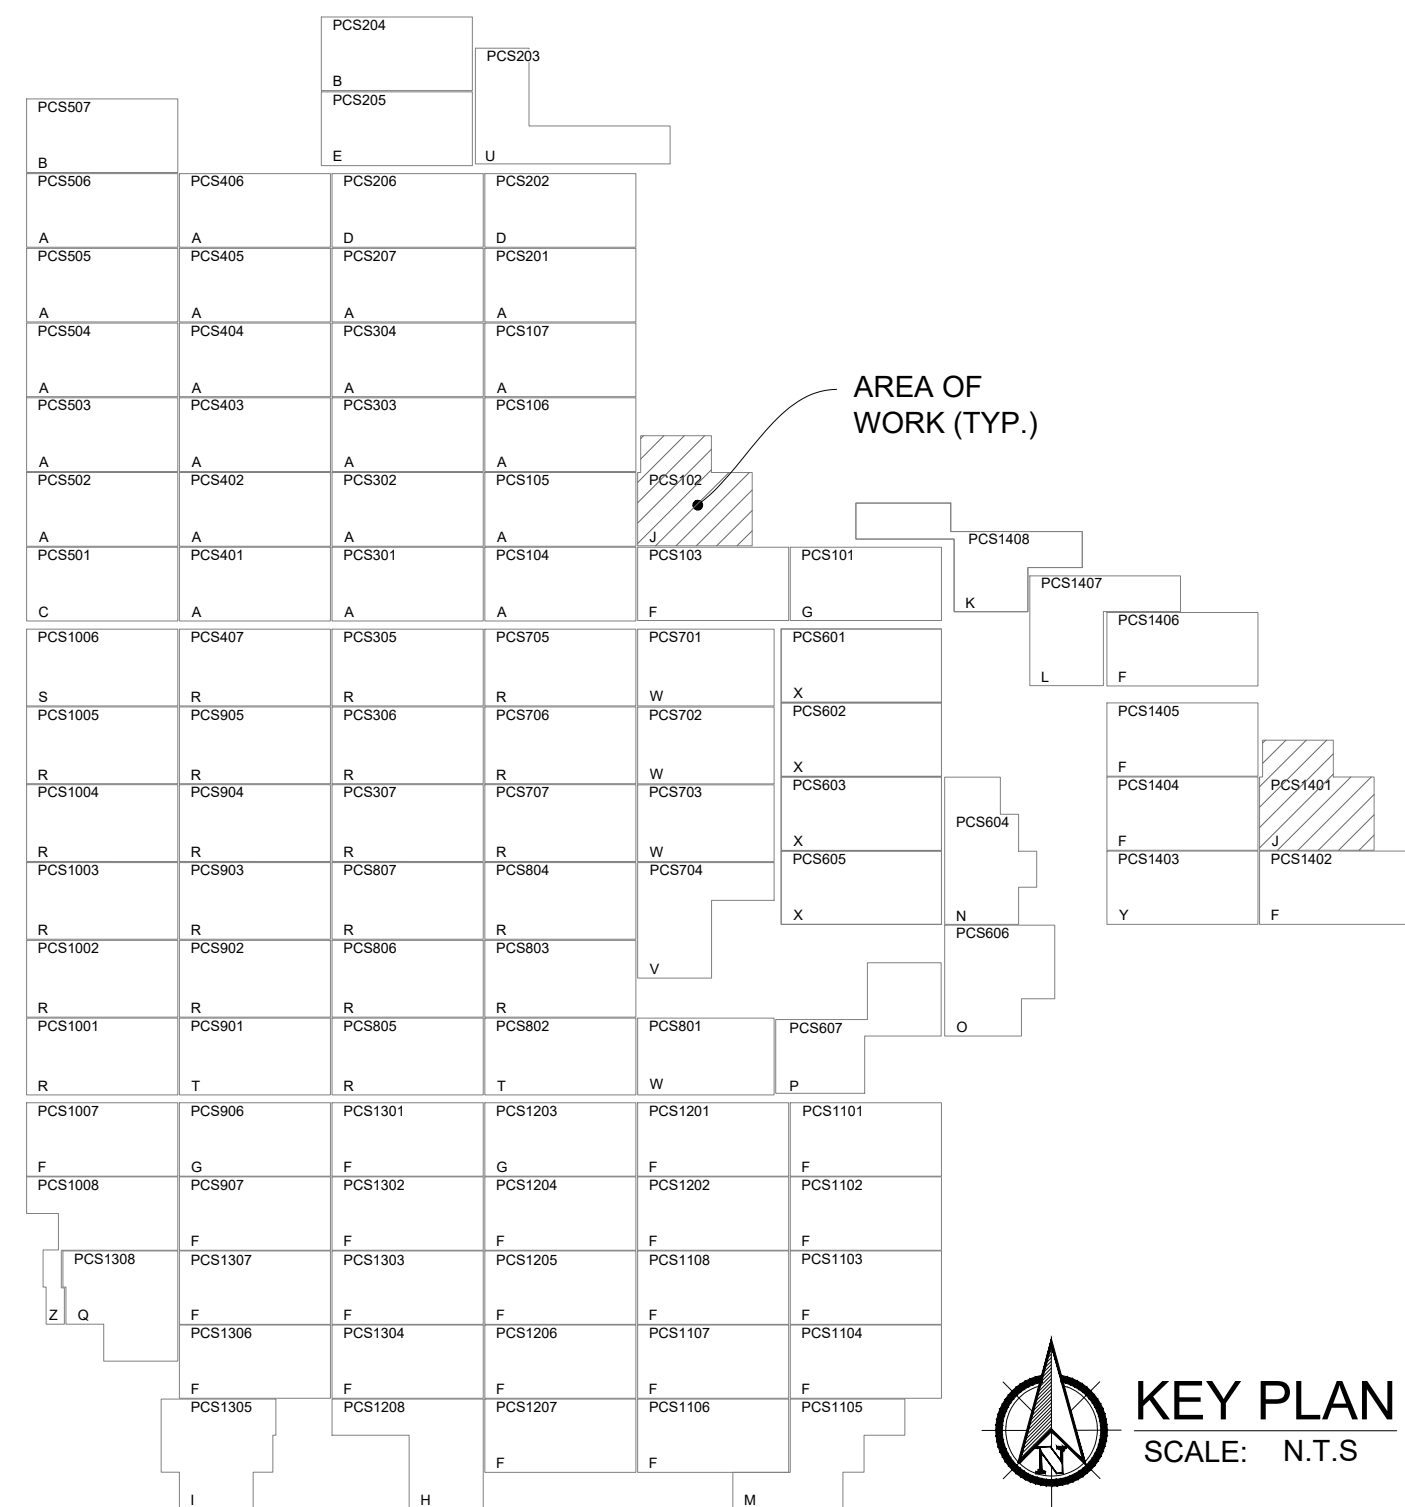 PCS204
B
PCS203
U
PCS205
E
PCS507
B
PCS506 PCS406 PCS206 PCS202
A A D D
PCS505 PCS405 PCS207 PCS201
A A A A
PCS504 PCS404 PCS304 PCS107
A A A A
PCS503 PCS403 PCS303 PCS106
A A A A
AREA OF
WORK (TYP.)
PCS502 PCS402 PCS302 PCS105 PCS102
A A A A J
PCS501 PCS401 PCS301 PCS104 PCS103 PCS101
C A A A F G
PCS1408
K
PCS1407
L
PCS1406
F
PCS1006 PCS407 PCS305 PCS705 PCS701 PCS601
S R R R W X
PCS1005 PCS905 PCS306 PCS706 PCS702 PCS602 PCS1405
R R R R W X F
PCS1004 PCS904 PCS307 PCS707 PCS703 PCS603 PCS1404 PCS1401
R R R R W X F J
PCS604
N
PCS1003 PCS903 PCS807 PCS804 PCS704 PCS605 PCS1403 PCS1402
R R R R V X Y F
PCS1002 PCS902 PCS806 PCS803 PCS606
R R R R O
PCS1001 PCS901 PCS805 PCS802 PCS801 PCS607
R T R T W P
PCS1007 PCS906 PCS1301 PCS1203 PCS1201 PCS1101
F G F G F F
PCS1008 PCS907 PCS1302 PCS1204 PCS1202 PCS1102
F F F F F
PCS1308 PCS1307 PCS1303 PCS1205 PCS1108 PCS1103
Z Q F F F F F
PCS1306 PCS1304 PCS1206 PCS1107 PCS1104
F F F F F
PCS1305 PCS1208 PCS1207 PCS1106 PCS1105
F F
I H M
N
KEY PLAN
SCALE: N.T.S